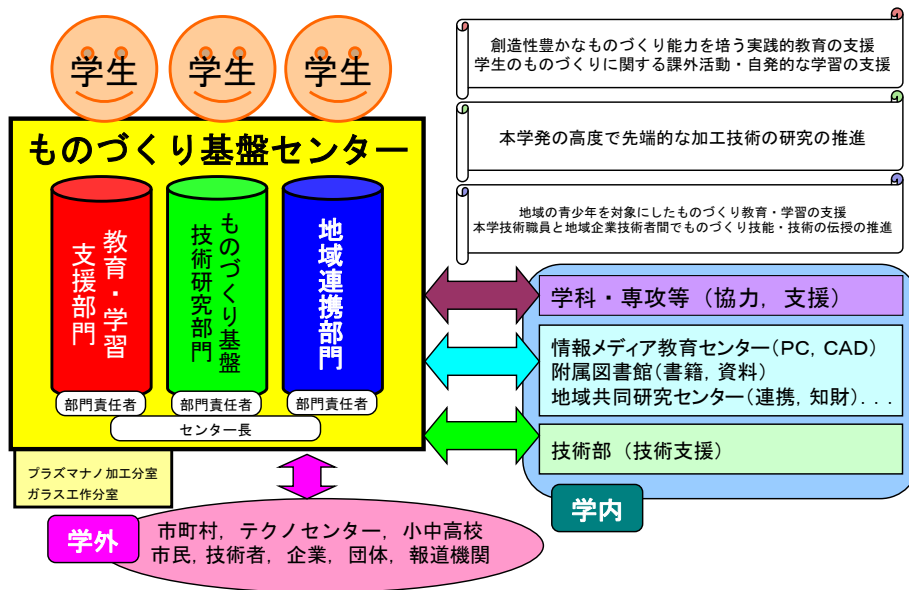 学生
学生
学生
ものづくり基盤センター
教育・学習
支援部門
ものづくり基盤
技術研究部門
地域連携部門
部門責任者
部門責任者
部門責任者
センター長
プラズマナノ加工分室
ガラス工作分室
創造性豊かなものづくり能力を培う実践的教育の支援
学生のものづくりに関する課外活動・自発的な学習の支援
本学発の高度で先端的な加工技術の研究の推進
地域の青少年を対象にしたものづくり教育・学習の支援
本学技術職員と地域企業技術者間でものづくり技能・技術の伝授の推進
学科・専攻等（協力，支援）
情報メディア教育センター（PC，CAD）
附属図書館（書籍，資料）
地域共同研究センター（連携，知財）．．．
技術部（技術支援）
学内
学外
市町村，テクノセンター，小中高校
市民，技術者，企業，団体，報道機関